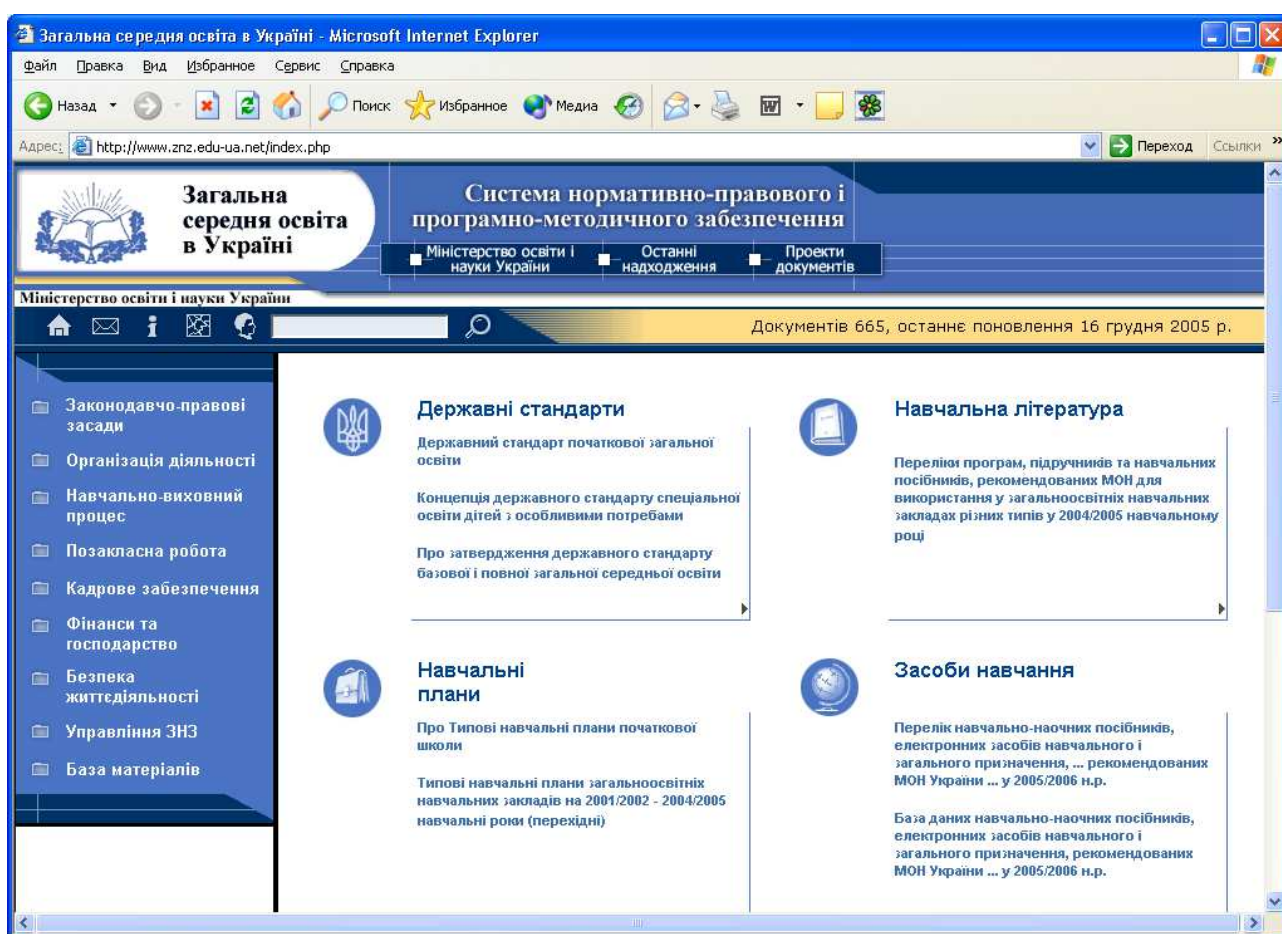 Загальна середня освіта в Україні - Microsoft Internet Explorer
Файл Правка Вид Избранное Сервис Справка
Назад Поиск Избранное Медиа
Адрес: http://www.znz.edu-ua.net/index.php Переход Ссылки »
Загальна
середня освіта
в Україні
Система нормативно-правового і
програмно-методичного забезпечення
Міністерство освіти і
науки України
Останні
надходження
Проекти
документів
Міністерство освіти і науки України
Документів 665, останнє поновлення 16 грудня 2005 р.
Законодавчо-правові
засади
Організація діяльності
Навчально-виховний
процес
Позакласна робота
Кадрове забезпечення
Фінанси та
господарство
Безпека
життєдіяльності
Управління ЗНЗ
База матеріалів
Державні стандарти
Державний стандарт початкової загальної
освіти
Концепція державного стандарту спеціальної
освіти дітей з особливими потребами
Про затвердження державного стандарту
базової і повної загальної середньої освіти
Навчальна література
Переліки програм, підручників та навчальних
посібників, рекомендованих МОН для
використання у загальноосвітніх навчальних
закладах різних типів у 2004/2005 навчальному
році
Навчальні
плани
Про Типові навчальні плани початкової
школи
Типові навчальні плани загальноосвітніх
навчальних закладів на 2001/2002 - 2004/2005
навчальні роки (перехідні)
Засоби навчання
Перелік навчально-наочних посібників,
електронних засобів навчального і
загального призначення, ... рекомендованих
МОН України ... у 2005/2006 н.р.
База даних навчально-наочних посібників,
електронних засобів навчального і
загального призначення, рекомендованих
МОН України ... у 2005/2006 н.р.